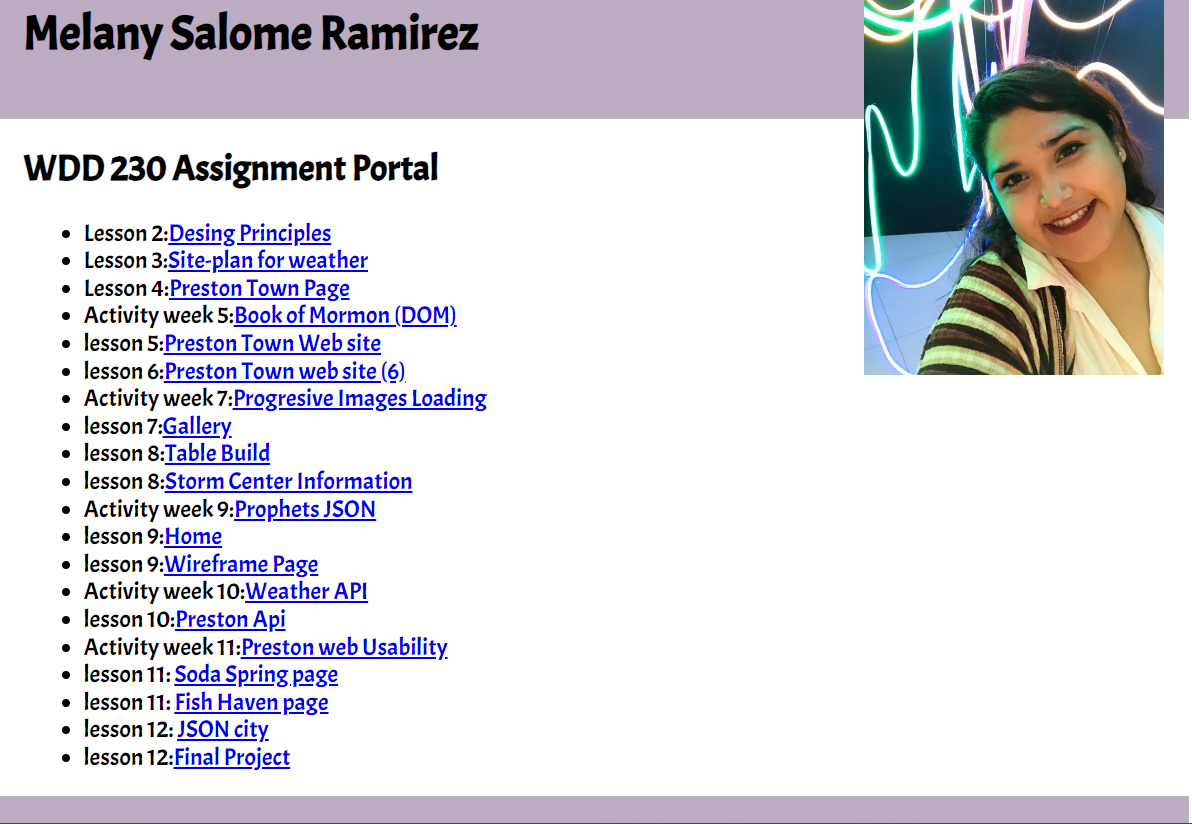 Melany Salome Ramirez
WDD 230 Assignment Portal
Lesson 2:Desing Principles
Lesson 3:Site-plan for weather
Lesson 4:Preston Town Page
Activity week 5:Book of Mormon (DOM)
lesson 5:Preston Town Web site
lesson 6:Preston Town web site (6)
Activity week 7:Progresive Images Loading
lesson 7:Gallery
lesson 8:Table Build
lesson 8:Storm Center Information
Activity week 9:Prophets JSON
lesson 9:Home
lesson 9:Wireframe Page
Activity week 10:Weather API
lesson 10:Preston Api
Activity week 11:Preston web Usability
lesson 11: Soda Spring page
lesson 11: Fish Haven page
lesson 12: JSON city
lesson 12:Final Project